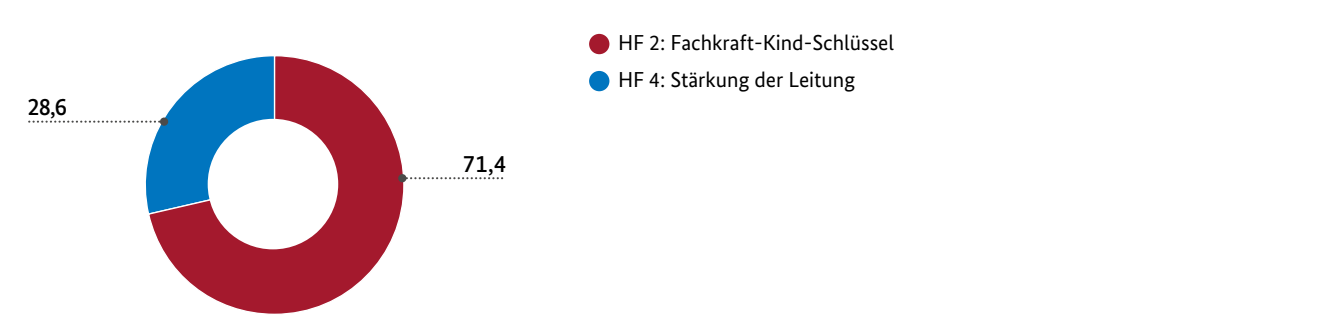 HF 2: Fachkraft-Kind-Schlüssel
HF 4: Stärkung der Leitung
28,6
71,4